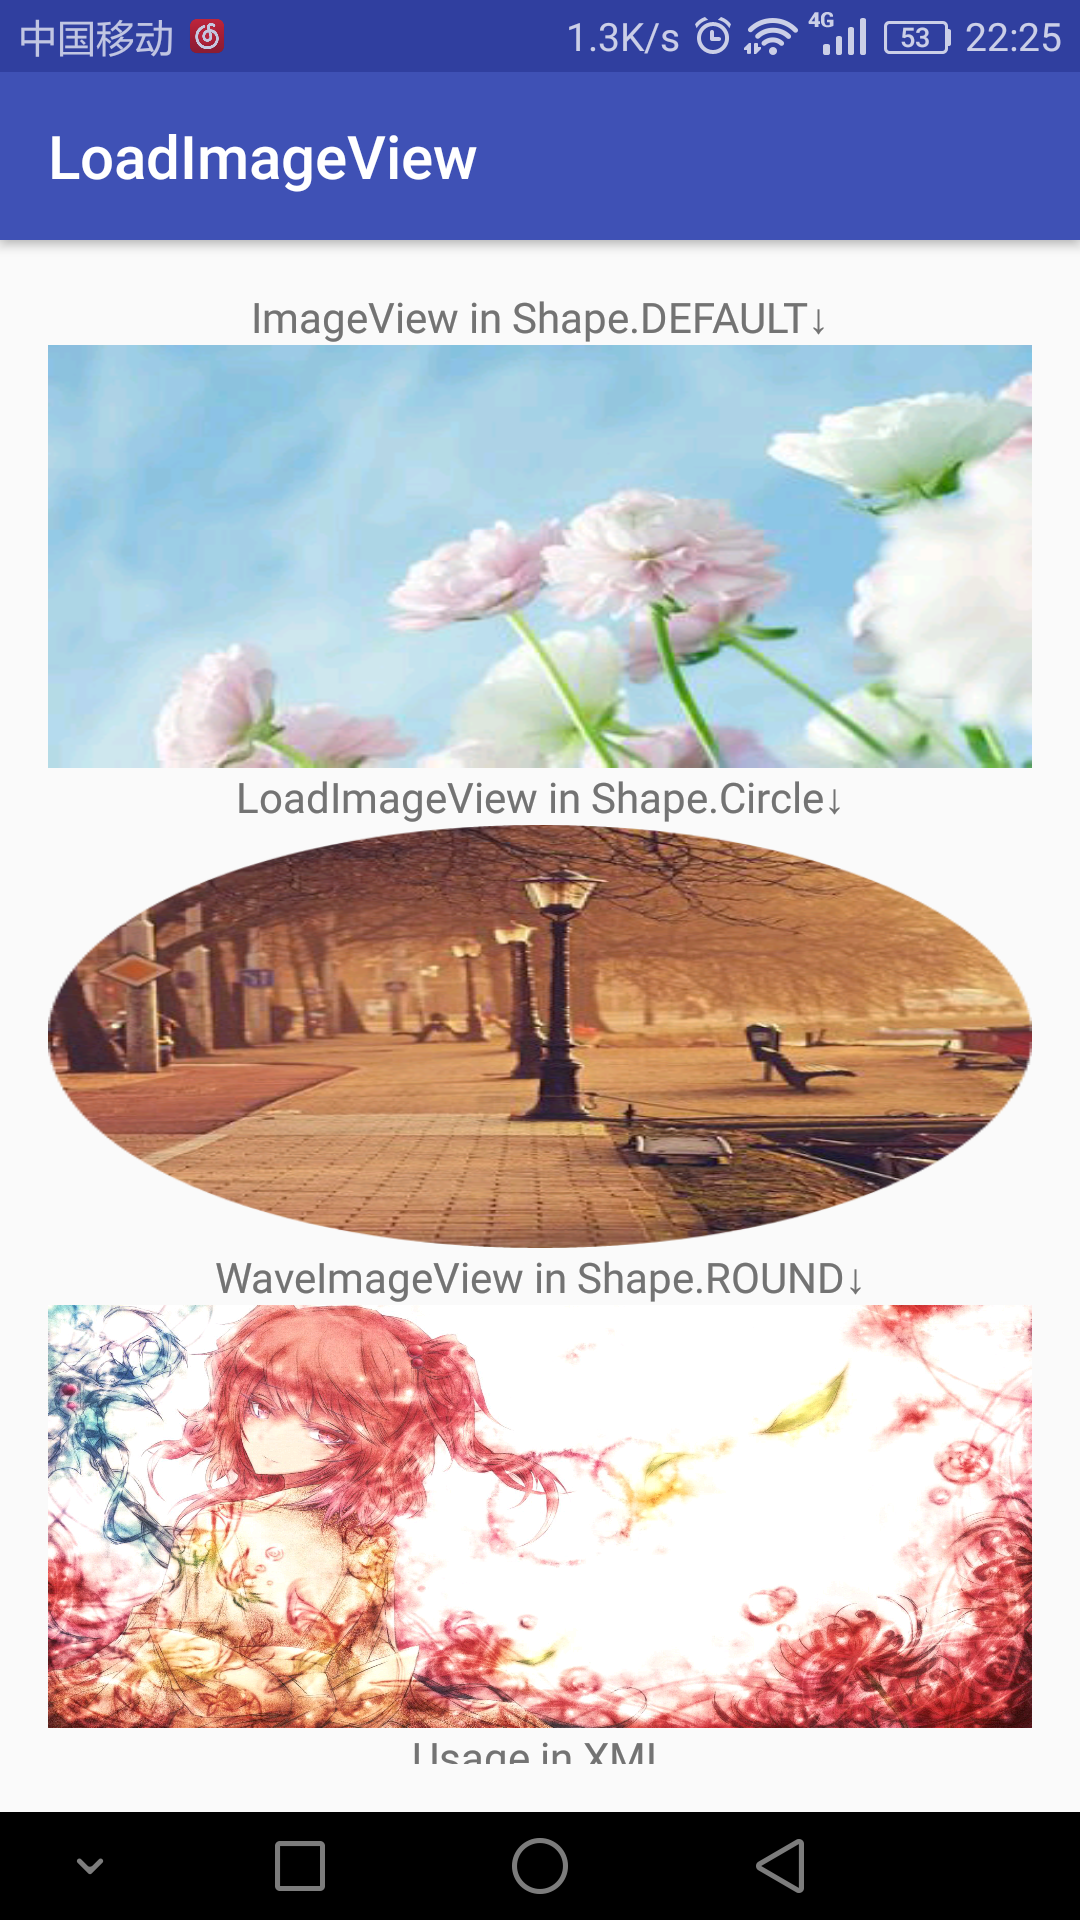 中国移动 1.3K/s 4G 53 22:25
LoadImageView
ImageView in Shape.DEFAULT↓
LoadImageView in Shape.Circle↓
WaveImageView in Shape.ROUND↓
Usage in XML